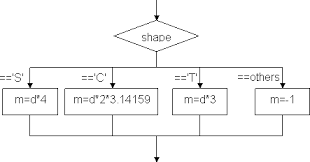 shape
=='S' =='C' =='T' ==others
m=d*4 m=d*2*3.14159 m=d*3 m=-1